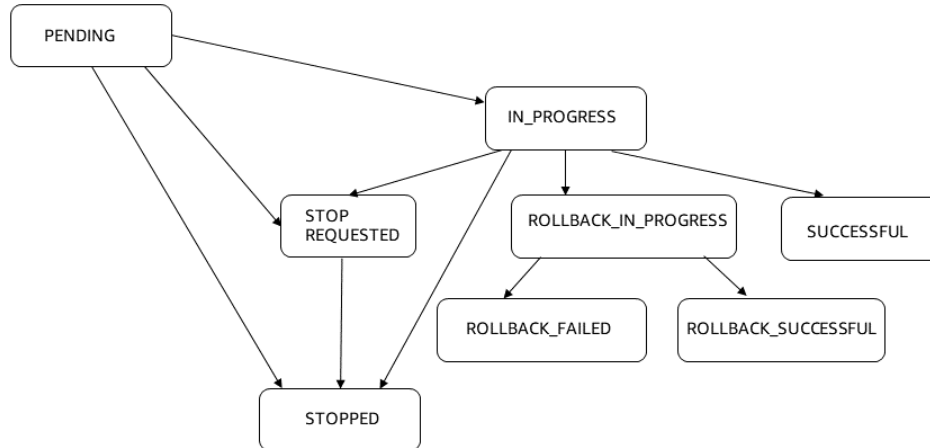 PENDING
IN_PROGRESS
STOP
REQUESTED
ROLLBACK_IN_PROGRESS
SUCCESSFUL
ROLLBACK_FAILED
ROLLBACK_SUCCESSFUL
STOPPED